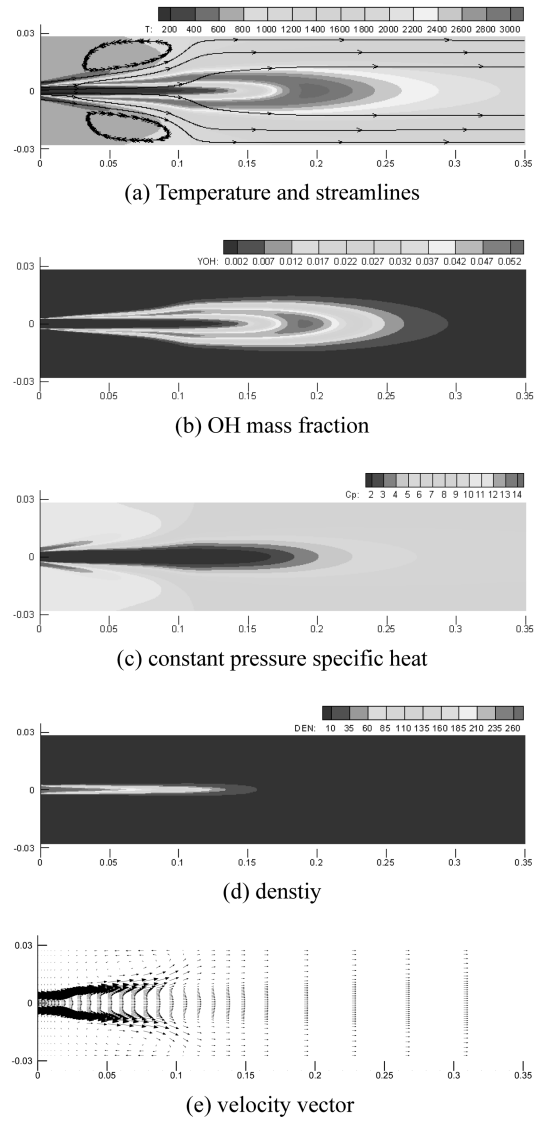 T: 200 400 600 800 1000 1200 1400 1600 1800 2000 2200 2400 2600 2800 3000
0.03
0
-0.03
0 0.05 0.1 0.15 0.2 0.25 0.3 0.35
(a) Temperature and streamlines
YOH: 0.002 0.007 0.012 0.017 0.022 0.027 0.032 0.037 0.042 0.047 0.052
0.03
0
-0.03
0 0.05 0.1 0.15 0.2 0.25 0.3 0.35
(b) OH mass fraction
Cp: 2 3 4 5 6 7 8 9 10 11 12 13 14
0.03
0
-0.03
0 0.05 0.1 0.15 0.2 0.25 0.3 0.35
(c) constant pressure specific heat
DEN: 10 35 60 85 110 135 160 185 210 235 260
0.03
0
-0.03
0 0.05 0.1 0.15 0.2 0.25 0.3 0.35
(d) denstiy
0.03
0
-0.03
0 0.05 0.1 0.15 0.2 0.25 0.3 0.35
(e) velocity vector